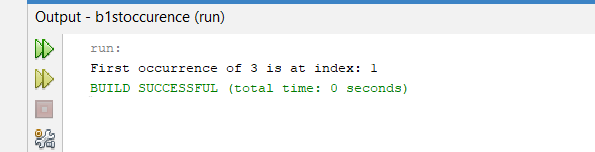 Output - b1stoccurence (run)
run:
First occurrence of 3 is at index: 1
BUILD SUCCESSFUL (total time: 0 seconds)